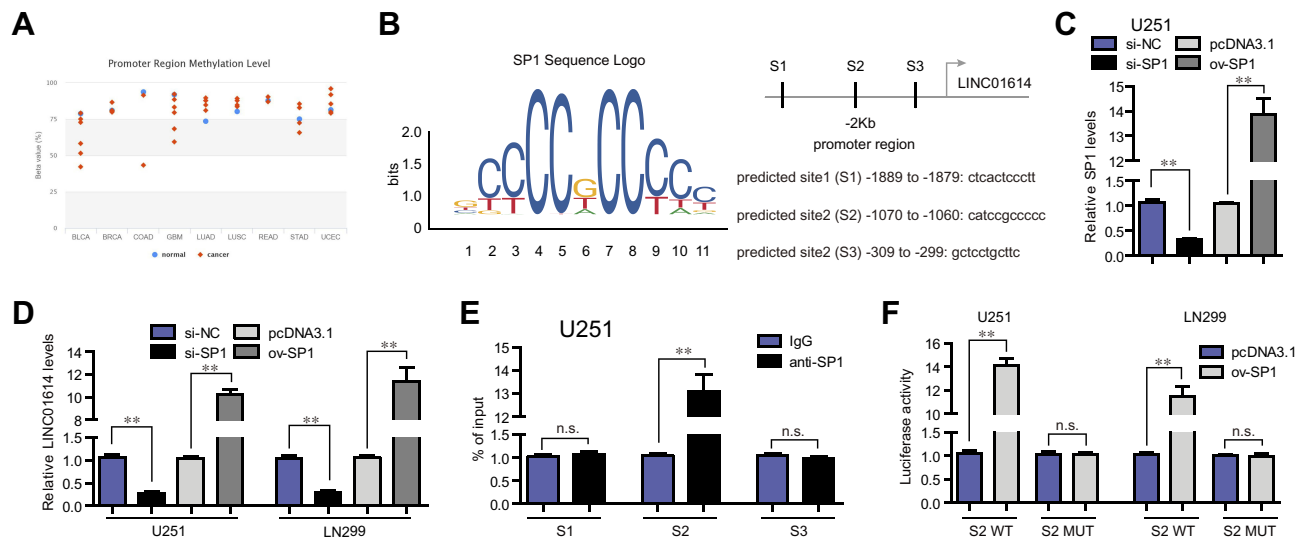 A
Promoter Region Methylation Level
Beta value (%)
100
75
50
25
0
BLCA BRCA COAD GBM LUAD LUSC READ STAD UCEC
normal cancer
B
SP1 Sequence Logo
bits
2.0
1.5
1.0
0
1 2 3 4 5 6 7 8 9 10 11
S1 S2 S3
LINC01614
-2Kb
promoter region
predicted site1 (S1) -1889 to -1879: ctcactccctt
predicted site2 (S2) -1070 to -1060: catccgccccc
predicted site2 (S3) -309 to -299: gctcctgcttc
C
U251
si-NC pcDNA3.1
si-SP1 ov-SP1
Relative SP1 levels
15
14
13
12
1.0
0.5
0.0
**
**
D
si-NC pcDNA3.1
si-SP1 ov-SP1
Relative LINC01614 levels
14
12
10
8
1.5
1.0
0.5
0.0
** ** ** **
U251 LN299
E
U251
IgG
anti-SP1
% of input
15
14
13
12
1.5
1.0
0.5
0.0
n.s. ** n.s.
S1 S2 S3
F
U251 LN299
pcDNA3.1
ov-SP1
Luciferase activity
16
14
12
10
1.5
1.0
0.5
0.0
** n.s. ** n.s.
S2 WT S2 MUT S2 WT S2 MUT